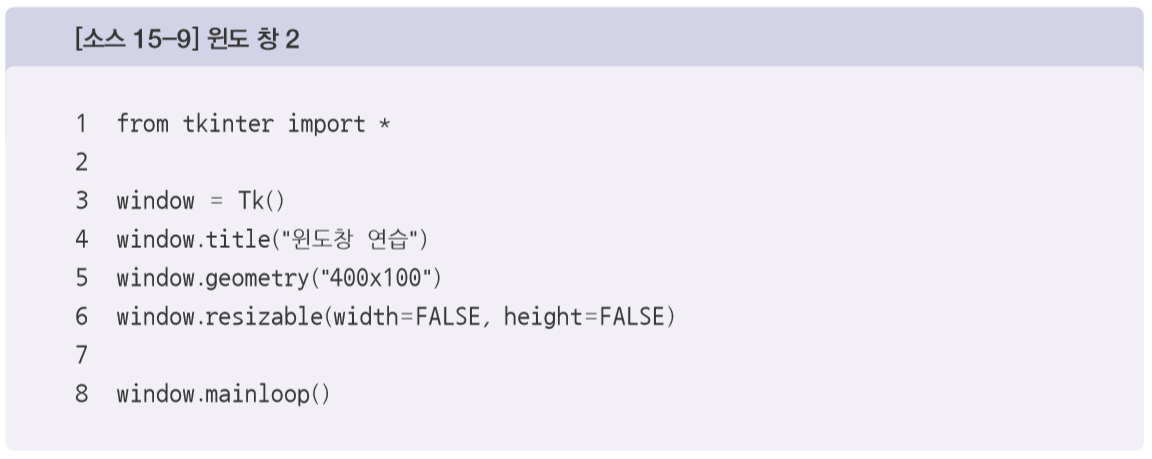 [소스 15–9] 윈도 창 2
1 from tkinter import *
2
3 window = Tk()
4 window.title("윈도창 연습")
5 window.geometry("400x100")
6 window.resizable(width=FALSE, height=FALSE)
7
8 window.mainloop()